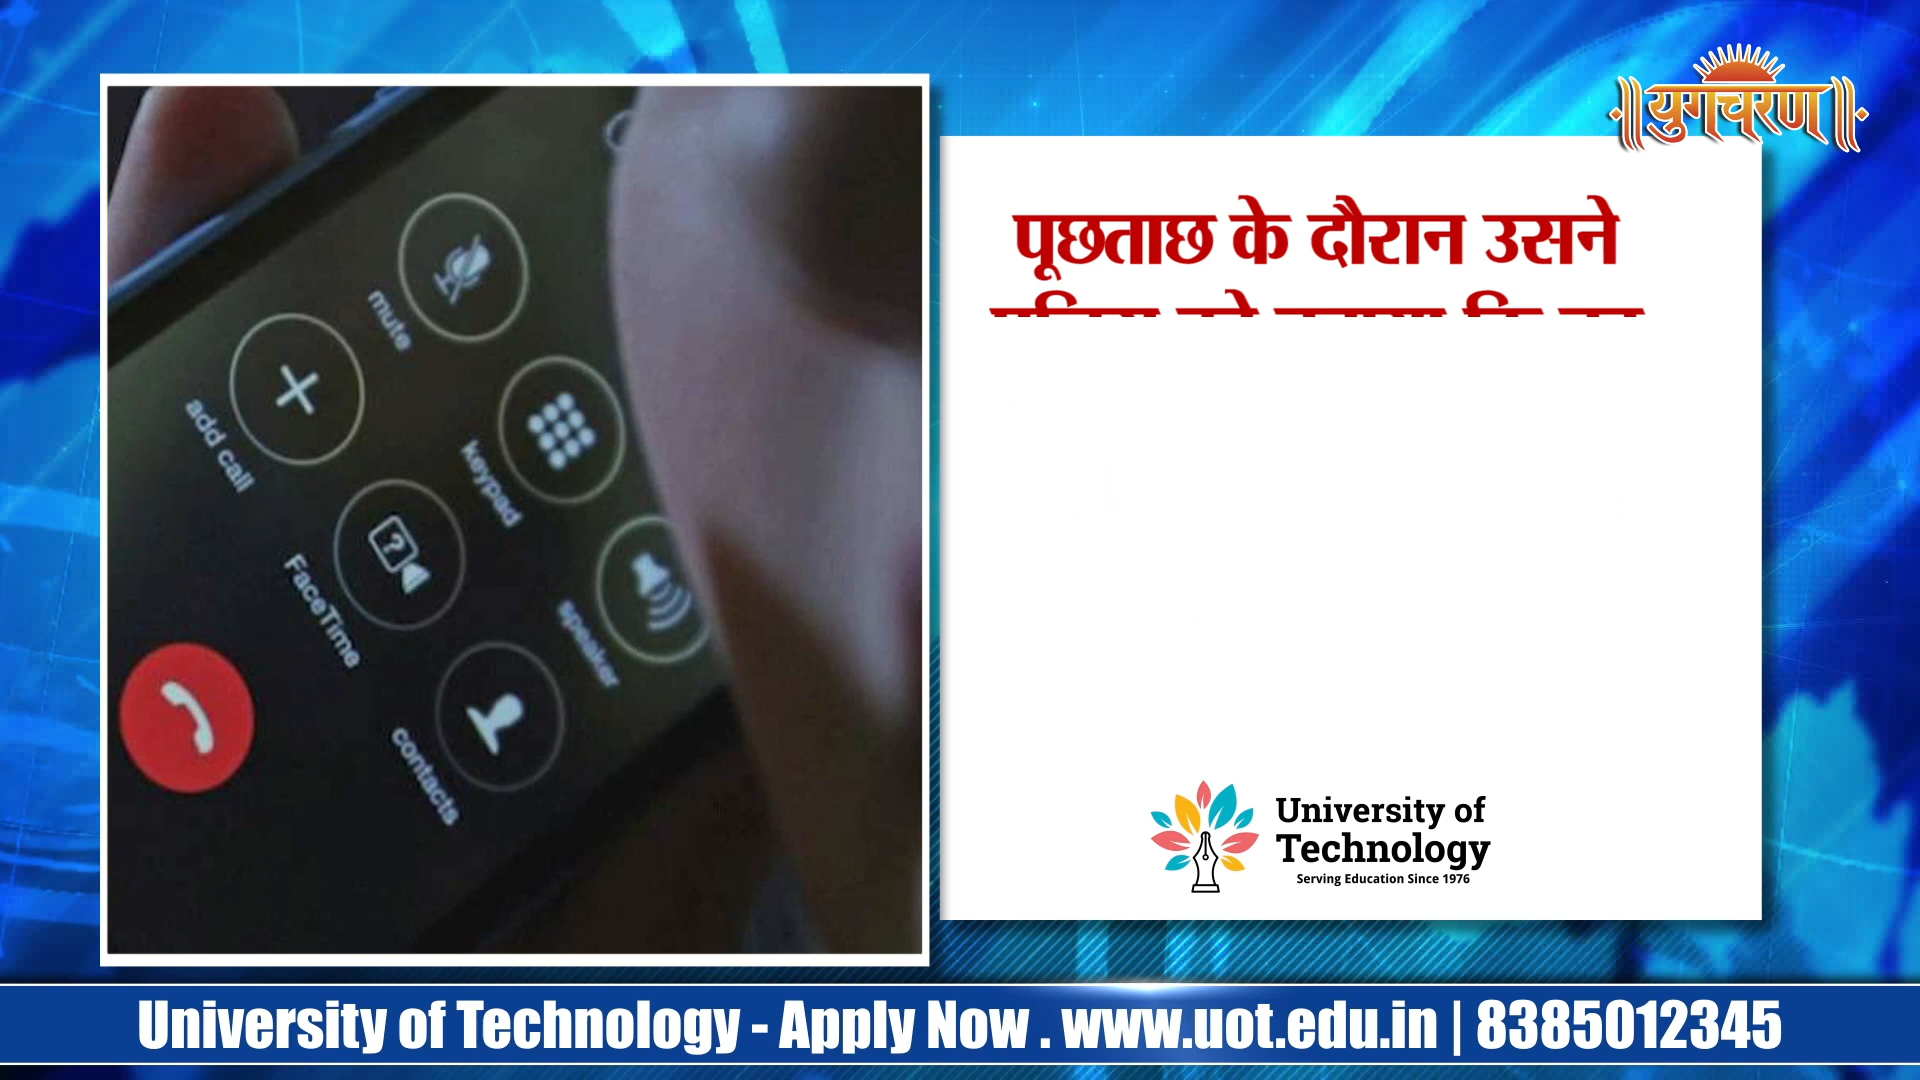 ॥युगचरण॥
पूछताछ के दौरान उसने
mute
add call
keypad
FaceTime
speaker
contacts
University of
Technology
Serving Education Since 1976
University of Technology - Apply Now . www.uot.edu.in | 8385012345